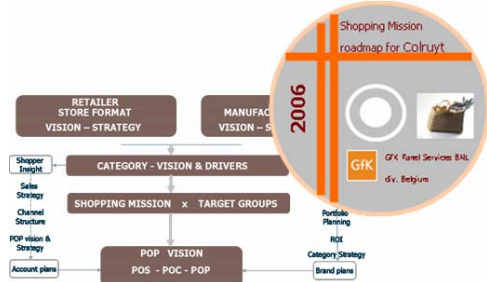 Shopping Mission
roadmap for Colruyt
2006
GfK
GfK Panel Services BNL
div. Belgium
RETAILER
STORE FORMAT
VISION – STRATEGY
MANUFAC
VISION – S
CATEGORY - VISION & DRIVERS
SHOPPING MISSION x TARGET GROUPS
POP VISION
POS - POC - POP
Shopper
Insight
Sales
Strategy
Channel
Structure
POP vision &
Strategy
Account plans
Portfolio
Planning
ROI
Category Strategy
Brand plans